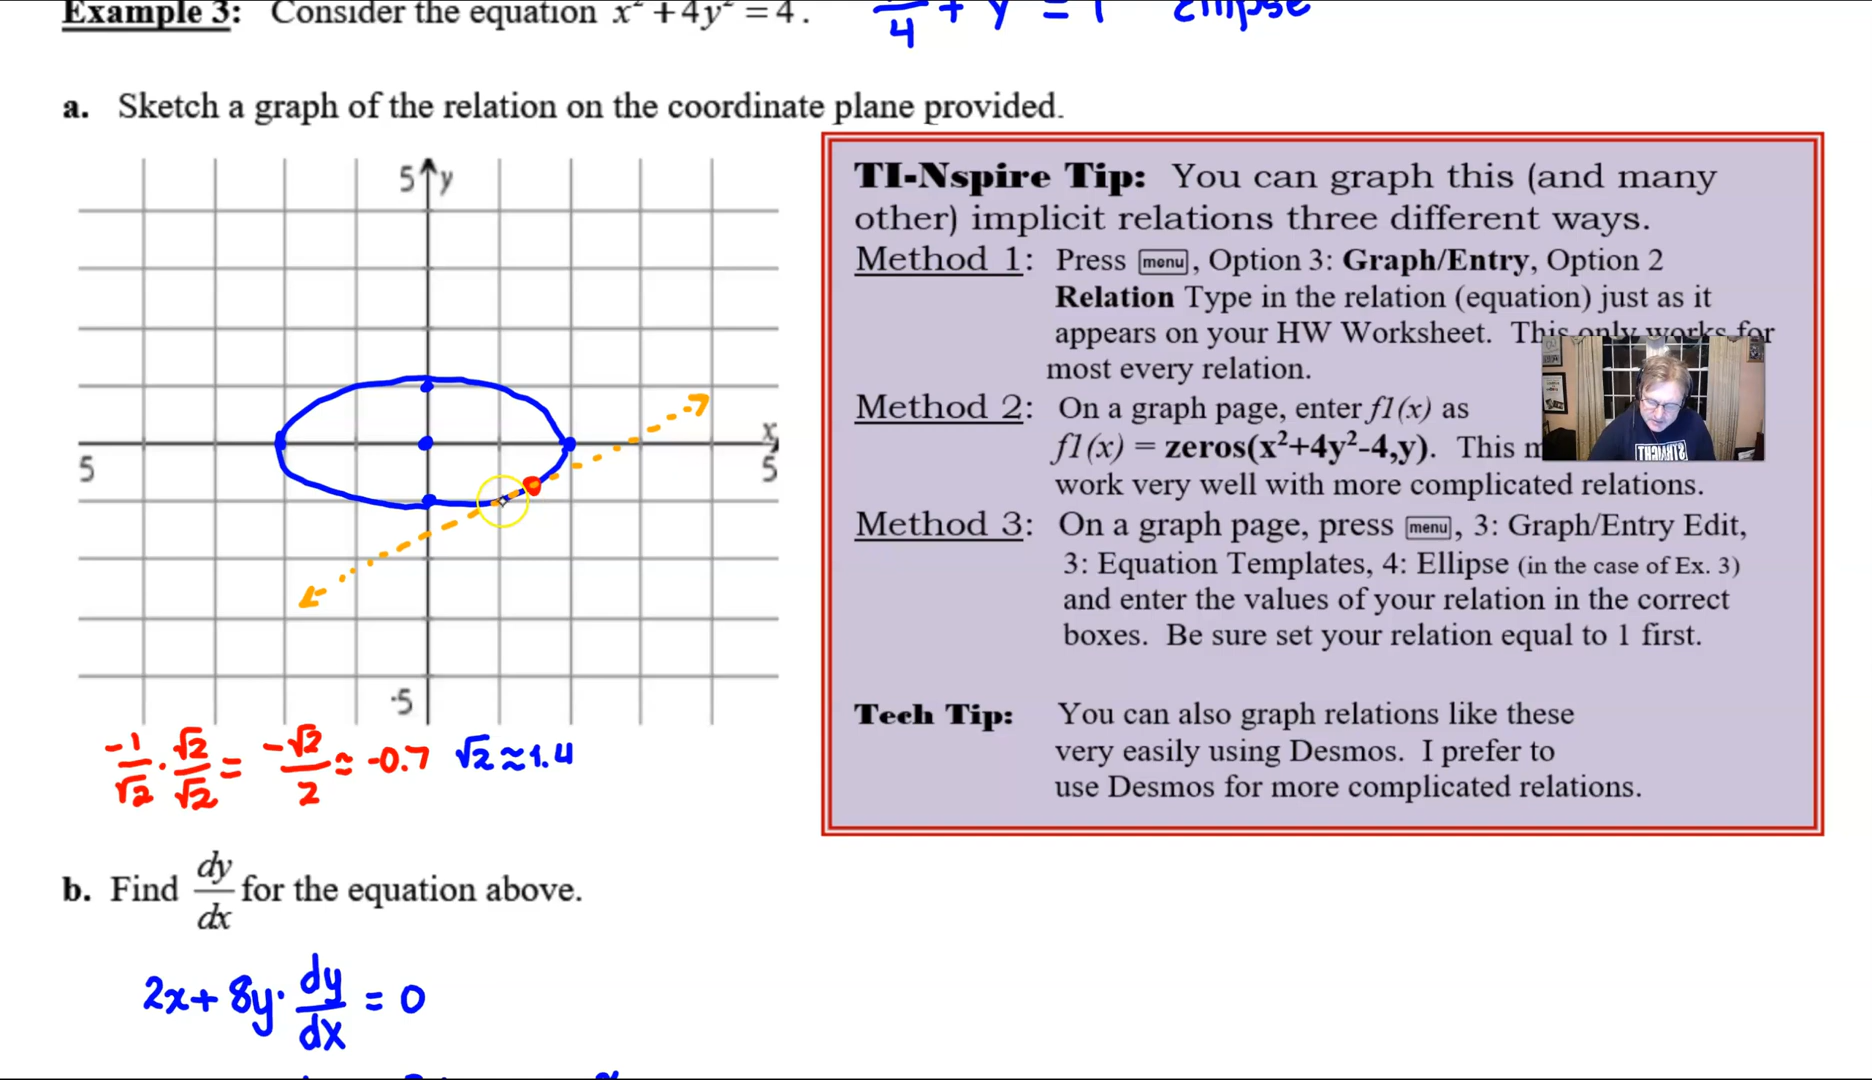 Example 3: Consider the equation x² + 4y² = 4. /4 + y = 1 ellipse
a. Sketch a graph of the relation on the coordinate plane provided.
5 y
x
5
5
-5
TI-Nspire Tip: You can graph this (and many
other) implicit relations three different ways.
Method 1: Press menu, Option 3: Graph/Entry, Option 2
Relation Type in the relation (equation) just as it
appears on your HW Worksheet. This only works for
most every relation.
Method 2: On a graph page, enter f1(x) as
f1(x) = zeros(x²+4y²-4,y). This
work very well with more complicated relations.
Method 3: On a graph page, press menu, 3: Graph/Entry Edit,
3: Equation Templates, 4: Ellipse (in the case of Ex. 3)
and enter the values of your relation in the correct
boxes. Be sure set your relation equal to 1 first.
Tech Tip: You can also graph relations like these
very easily using Desmos. I prefer to
use Desmos for more complicated relations.
-1/√2 · √2/√2 = -√2/2 ≈ -0.7 √2 ≈ 1.4
b. Find dy/dx for the equation above.
2x + 8y · dy/dx = 0